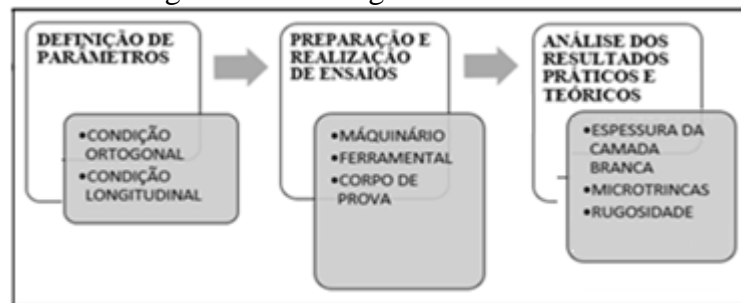 DEFINIÇÃO DE
PARÂMETROS
•CONDIÇÃO
ORTOGONAL
•CONDIÇÃO
LONGITUDINAL
PREPARAÇÃO E
REALIZAÇÃO
DE ENSAIOS
•MÁQUINÁRIO
•FERRAMENTAL
•CORPO DE
PROVA
ANÁLISE DOS
RESULTADOS
PRÁTICOS E
TEÓRICOS
•ESPESSURA DA
CAMADA
BRANCA
•MICROTRINCAS
•RUGOSIDADE